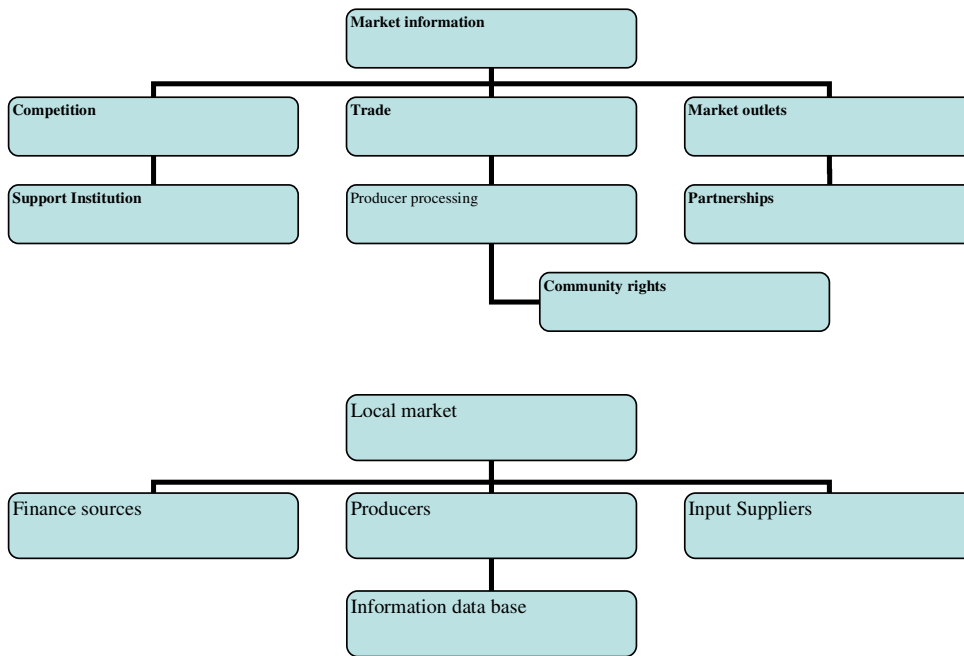 Market information
Competition
Trade
Market outlets
Support Institution
Producer processing
Partnerships
Community rights
Local market
Finance sources
Producers
Input Suppliers
Information data base